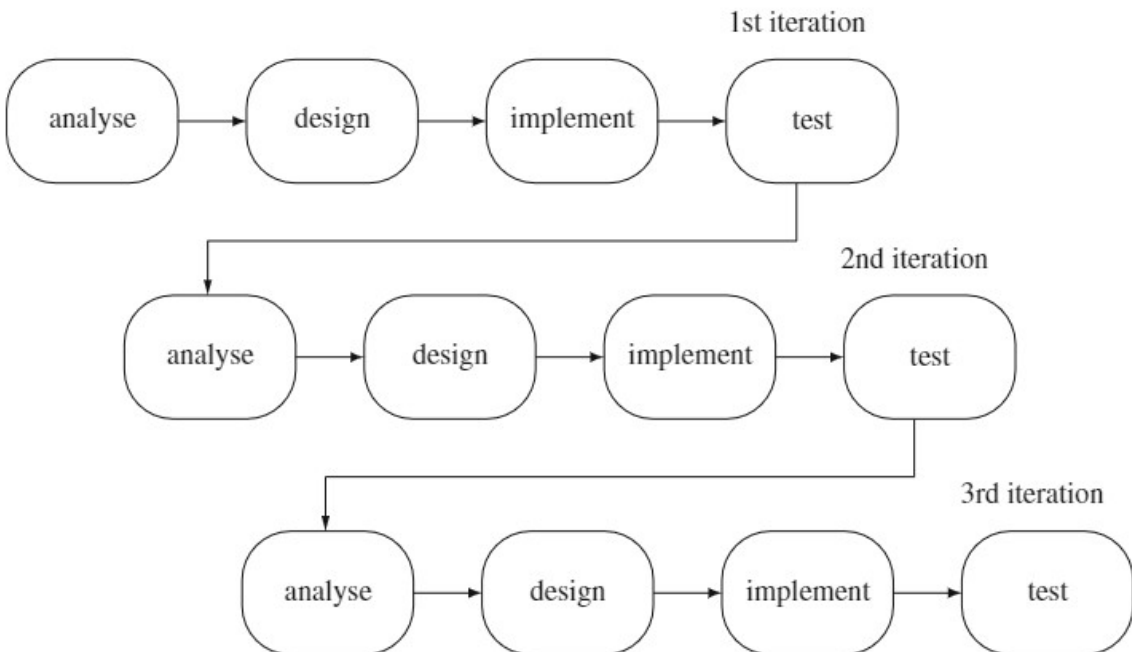 1st iteration
analyse
design
implement
test
2nd iteration
analyse
design
implement
test
3rd iteration
analyse
design
implement
test